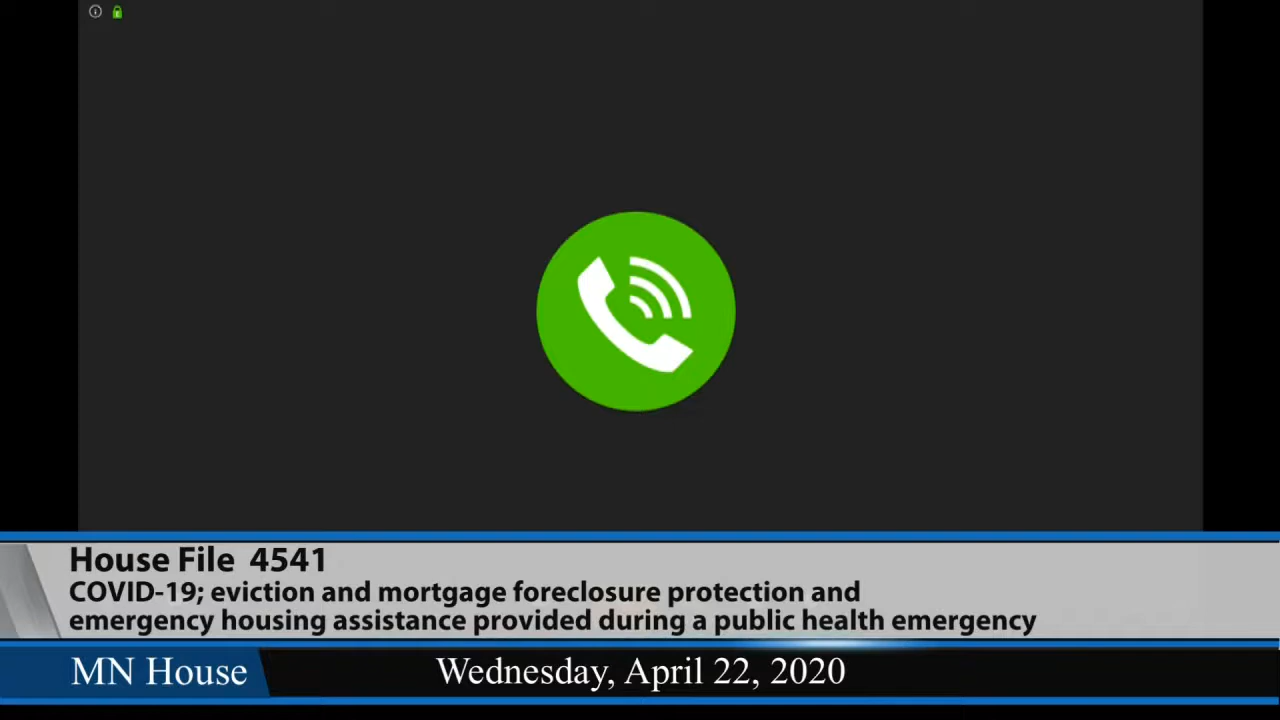 House File 4541
COVID-19; eviction and mortgage foreclosure protection and
emergency housing assistance provided during a public health emergency
MN House
Wednesday, April 22, 2020